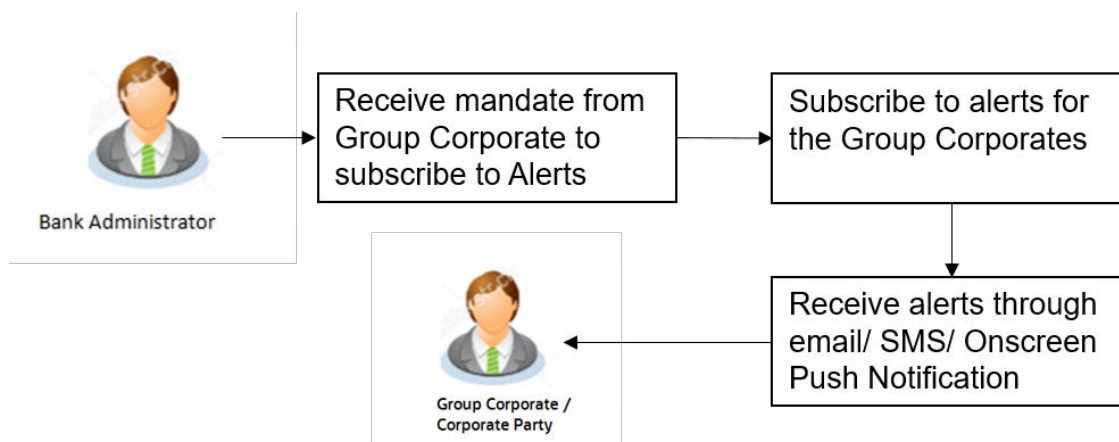 Receive mandate from
Group Corporate to
subscribe to Alerts
Subscribe to alerts for
the Group Corporates
Bank Administrator
Receive alerts through
email/ SMS/ Onscreen
Push Notification
Group Corporate /
Corporate Party